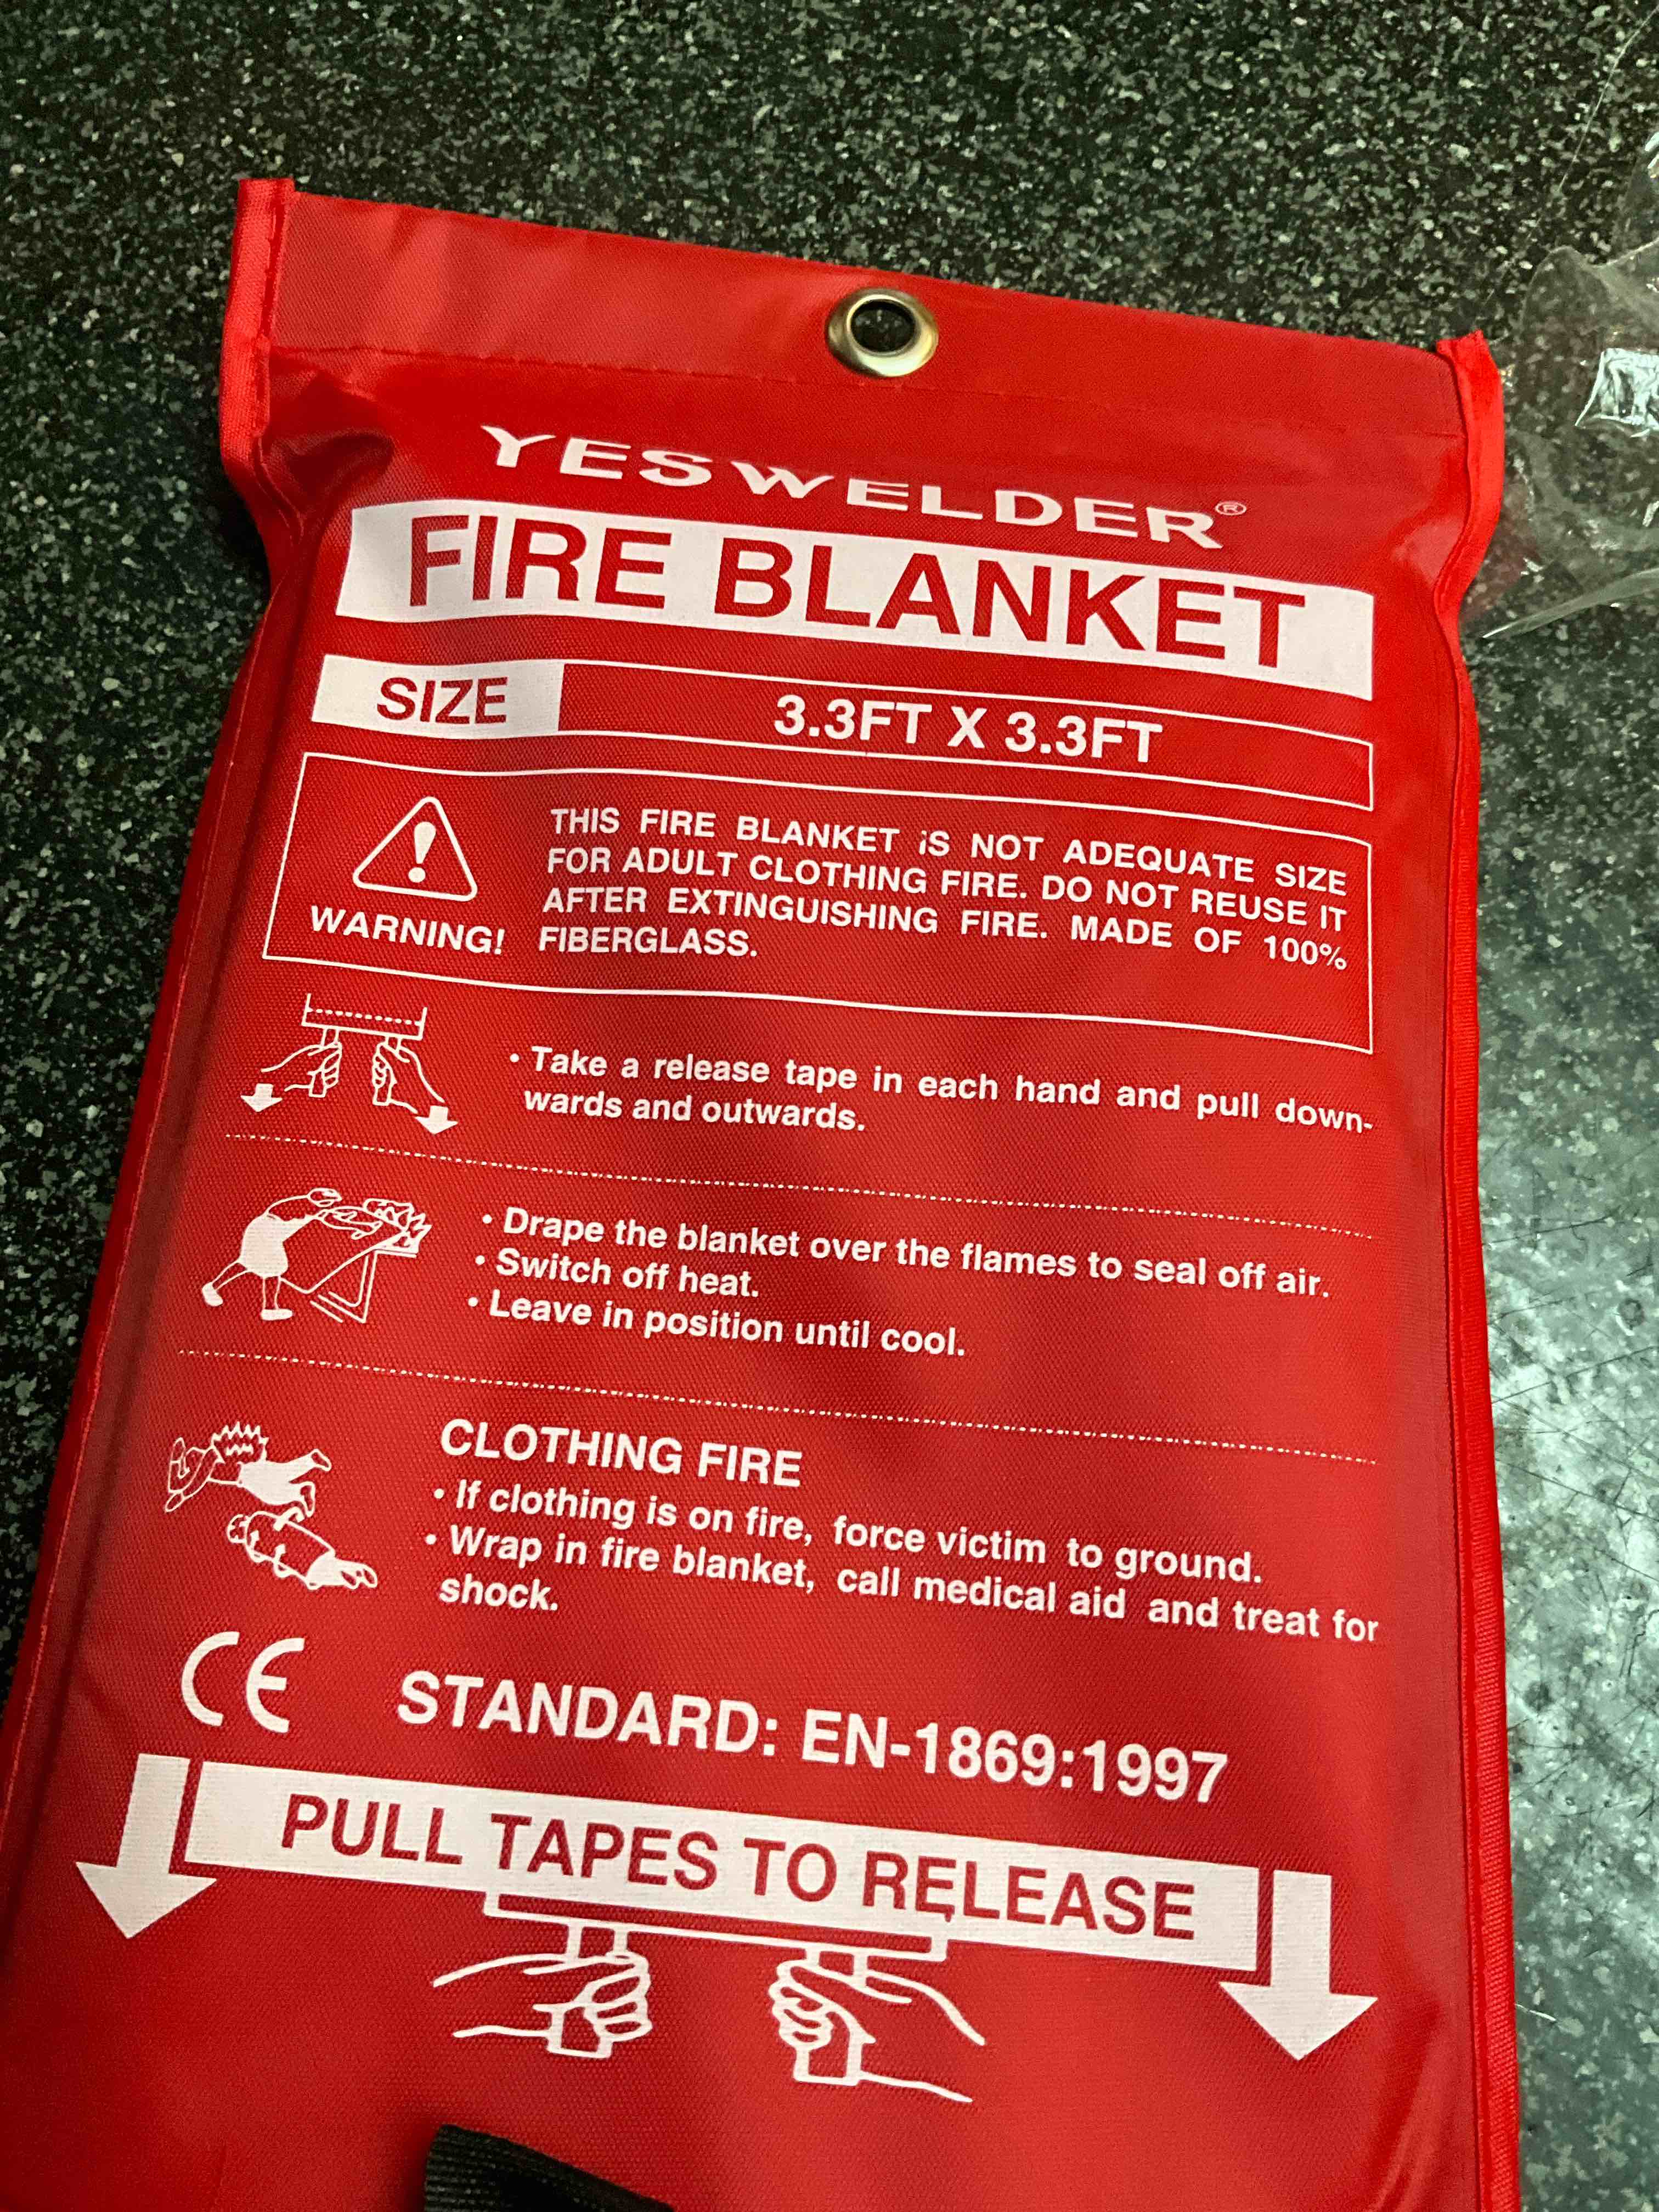 YESWELDER®
FIRE BLANKET
SIZE 3.3FT X 3.3FT
THIS FIRE BLANKET iS NOT ADEQUATE SIZE
FOR ADULT CLOTHING FIRE. DO NOT REUSE IT
AFTER EXTINGUISHING FIRE. MADE OF 100%
FIBERGLASS.
WARNING!
• Take a release tape in each hand and pull down-
wards and outwards.
• Drape the blanket over the flames to seal off air.
• Switch off heat.
• Leave in position until cool.
CLOTHING FIRE
• If clothing is on fire, force victim to ground.
• Wrap in fire blanket, call medical aid and treat for
shock.
CE STANDARD: EN-1869:1997
PULL TAPES TO RELEASE